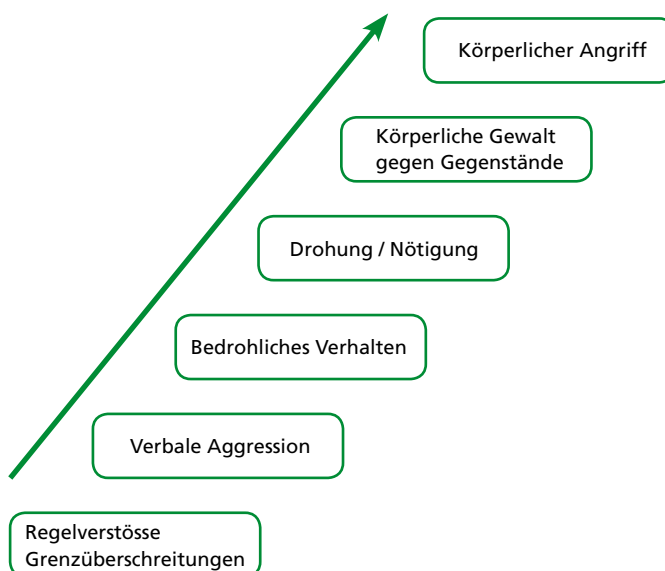 Körperlicher Angriff
Körperliche Gewalt
gegen Gegenstände
Drohung / Nötigung
Bedrohliches Verhalten
Verbale Aggression
Regelverstösse
Grenzüberschreitungen